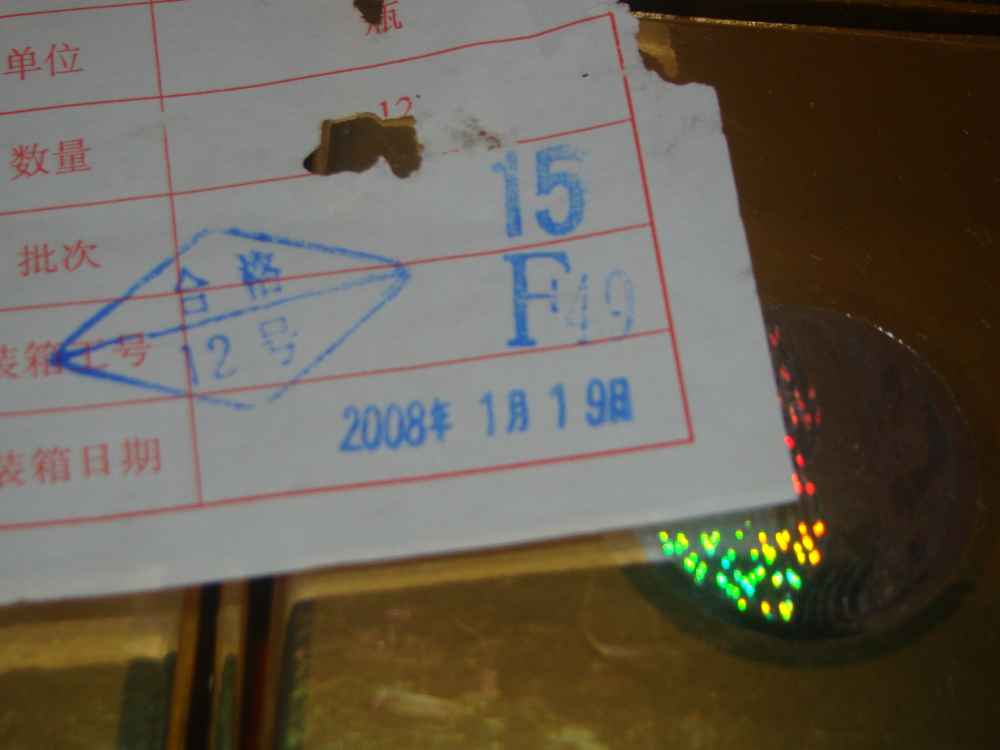 单位 瓶
数量 12
批次 15
合格
装箱工号 12号 F49
装箱日期 2008年 1月 19日